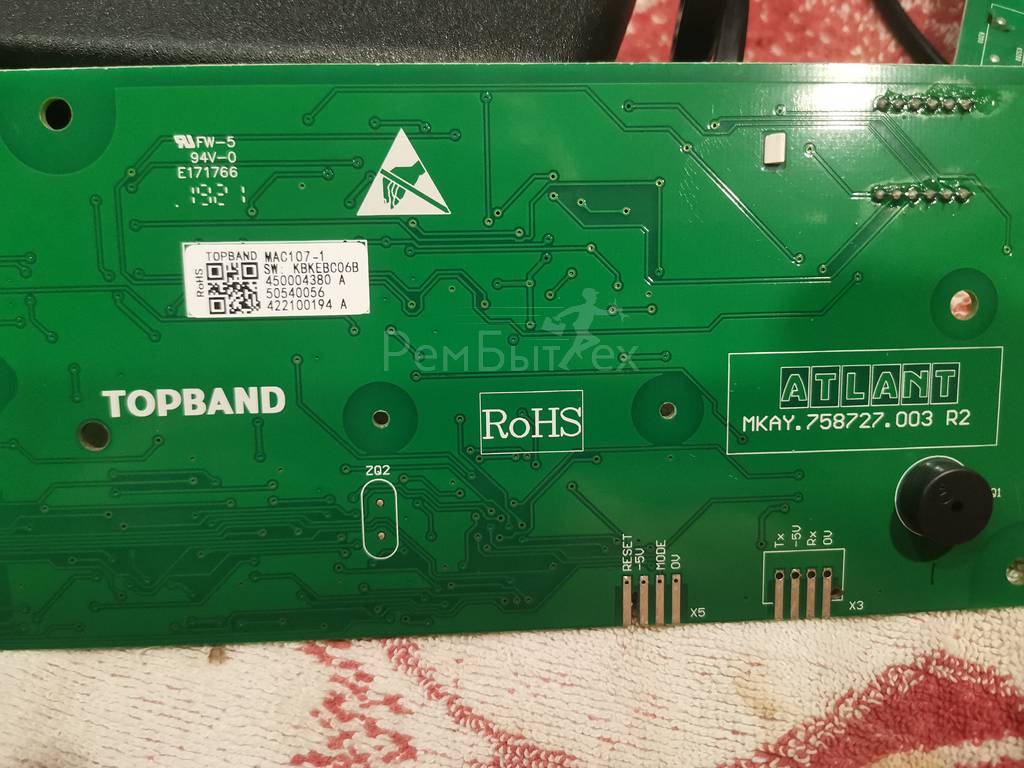 FW-5
94V-0
E171766
1921
TOPBAND MAC107-1
SW: KBKEBC06B
450004380 A
50540056
422100194 A
RoHS
РемБытТех
TOPBAND
RoHS
ATLANT
MKAY.758727.003 R2
ZQ2
RESET
-5V
MODE
0V
X5
Tx
-5V
Rx
0V
X3